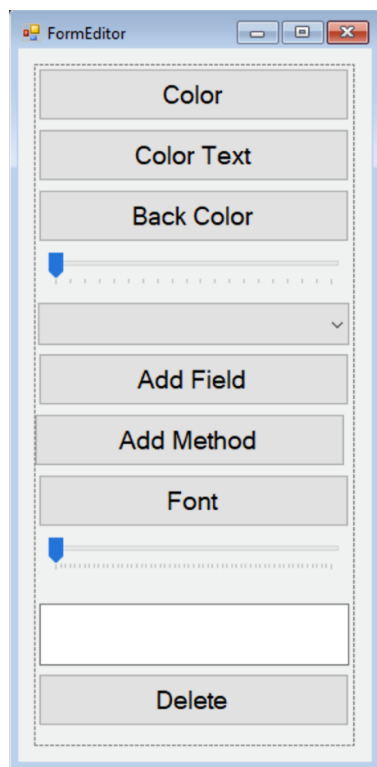 FormEditor
Color
Color Text
Back Color
Add Field
Add Method
Font
Delete